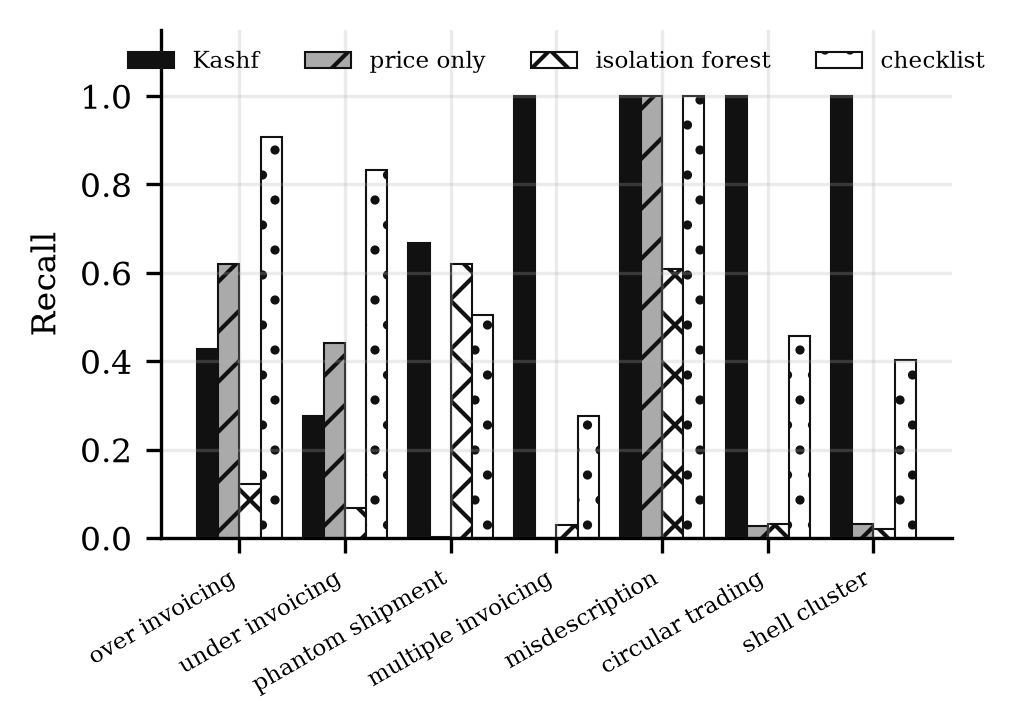 Kashf price only isolation forest checklist
Recall
1.0
0.8
0.6
0.4
0.2
0.0
over invoicing
under invoicing
phantom shipment
multiple invoicing
misdescription
circular trading
shell cluster